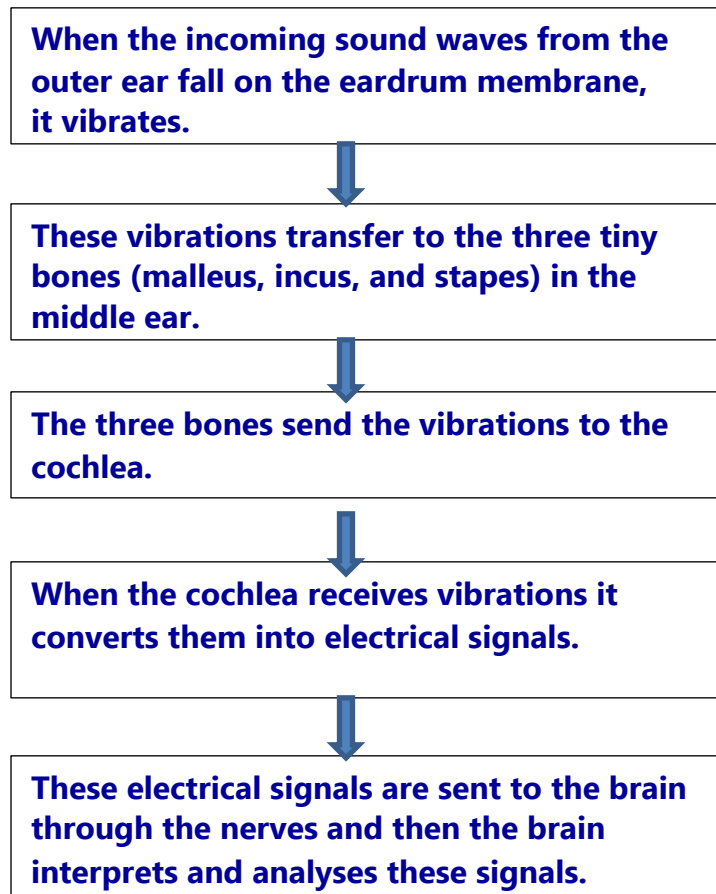 When the incoming sound waves from the
outer ear fall on the eardrum membrane,
it vibrates.
These vibrations transfer to the three tiny
bones (malleus, incus, and stapes) in the
middle ear.
The three bones send the vibrations to the
cochlea.
When the cochlea receives vibrations it
converts them into electrical signals.
These electrical signals are sent to the brain
through the nerves and then the brain
interprets and analyses these signals.